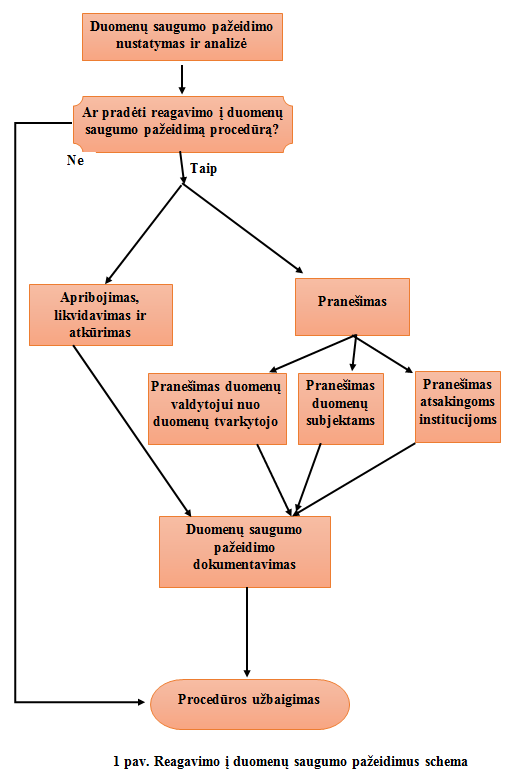 Duomenų saugumo pažeidimo
nustatymas ir analizė
Ar pradėti reagavimo į duomenų
saugumo pažeidimą procedūrą?
Ne
Taip
Apribojimas,
likvidavimas ir
atkūrimas
Pranešimas
Pranešimas duomenų
valdytojui nuo
duomenų tvarkytojo
Pranešimas
duomenų
subjektams
Pranešimas
atsakingoms
institucijoms
Duomenų saugumo
pažeidimo
dokumentavimas
Procedūros užbaigimas
1 pav. Reagavimo į duomenų saugumo pažeidimus schema